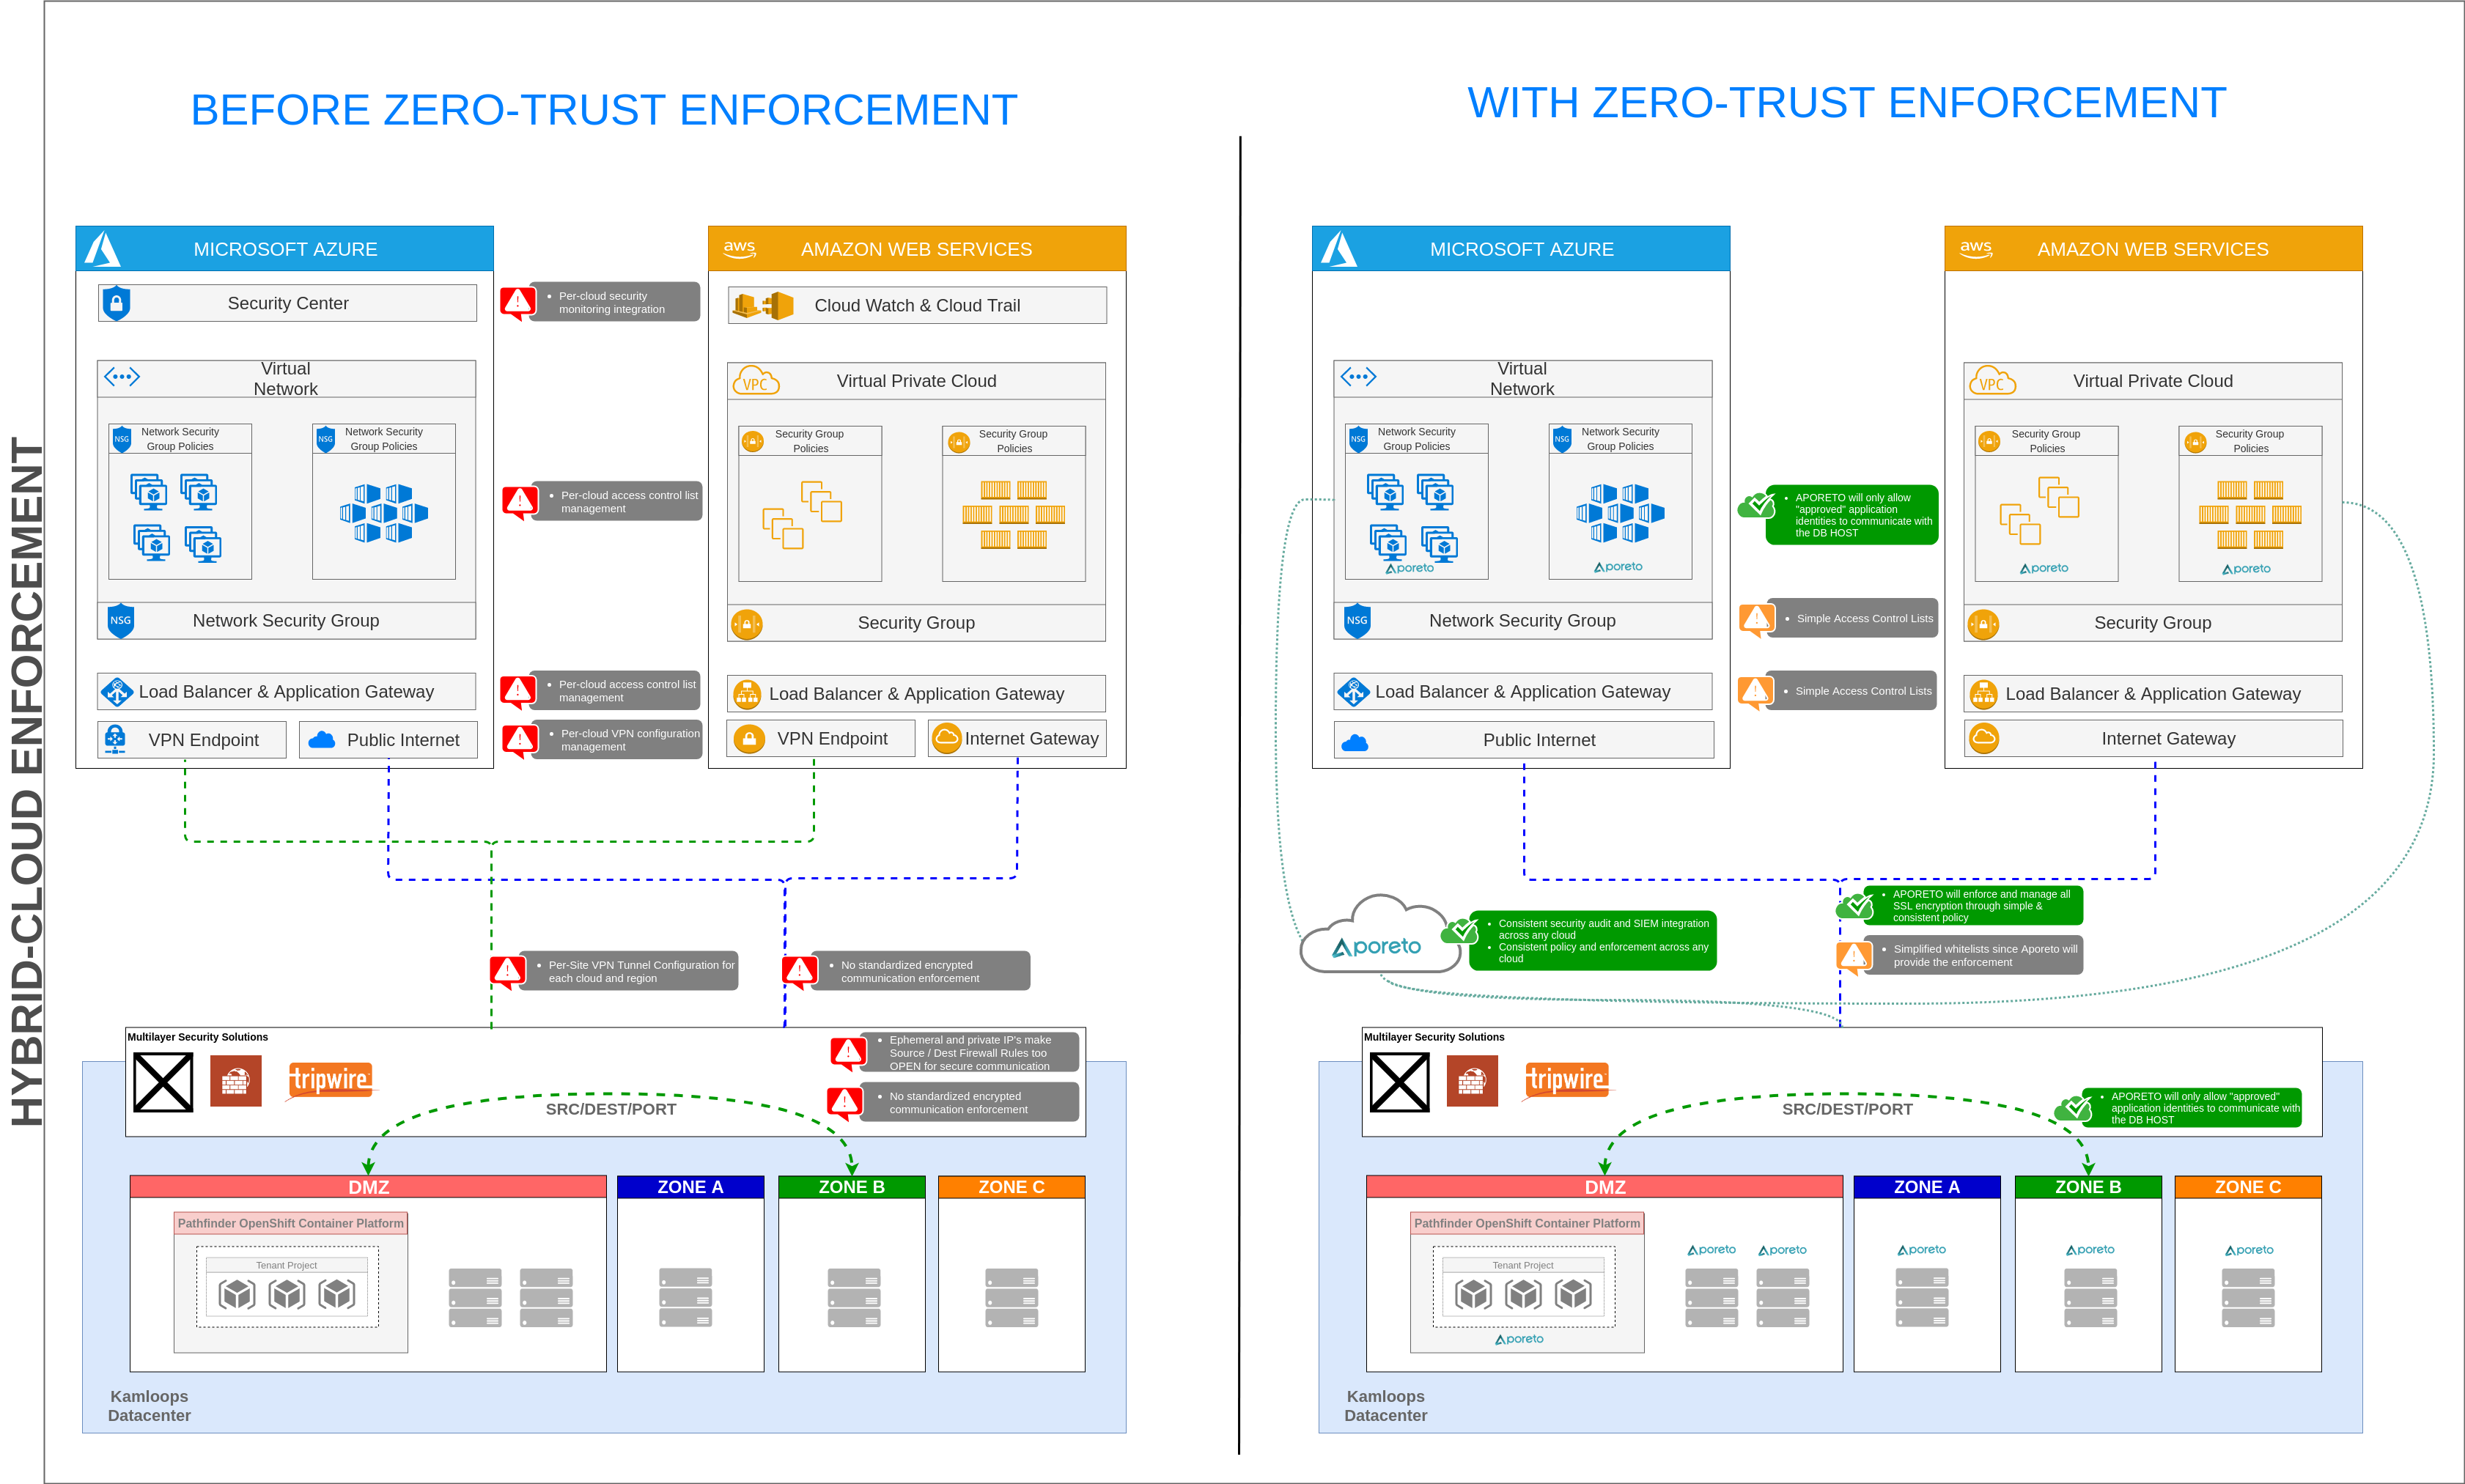 HYBRID-CLOUD ENFORCEMENT
BEFORE ZERO-TRUST ENFORCEMENT
MICROSOFT AZURE
Security Center
Virtual
Network
Network Security
Group Policies
NSG
Network Security
Group Policies
NSG
NSG
Network Security Group
Load Balancer & Application Gateway
VPN Endpoint
Public Internet
• Per-cloud security
monitoring integration
• Per-cloud access control list
management
• Per-cloud access control list
management
• Per-cloud VPN configuration
management
aws
AMAZON WEB SERVICES
Cloud Watch & Cloud Trail
VPC
Virtual Private Cloud
Security Group
Policies
Security Group
Policies
Security Group
Load Balancer & Application Gateway
VPN Endpoint
Internet Gateway
• Per-Site VPN Tunnel Configuration for
each cloud and region
• No standardized encrypted
communication enforcement
Multilayer Security Solutions
tripwire
• Ephemeral and private IP's make
Source / Dest Firewall Rules too
OPEN for secure communication
• No standardized encrypted
communication enforcement
SRC/DEST/PORT
DMZ
Pathfinder OpenShift Container Platform
Tenant Project
ZONE A
ZONE B
ZONE C
Kamloops
Datacenter
WITH ZERO-TRUST ENFORCEMENT
MICROSOFT AZURE
Virtual
Network
NSG
Network Security
Group Policies
aporeto
NSG
Network Security
Group Policies
aporeto
NSG
Network Security Group
Load Balancer & Application Gateway
Public Internet
• APORETO will only allow
"approved" application
identities to communicate with
the DB HOST
• Simple Access Control Lists
• Simple Access Control Lists
aws
AMAZON WEB SERVICES
VPC
Virtual Private Cloud
Security Group
Policies
aporeto
Security Group
Policies
aporeto
Security Group
Load Balancer & Application Gateway
Internet Gateway
aporeto
• Consistent security audit and SIEM integration
across any cloud
• Consistent policy and enforcement across any
cloud
• APORETO will enforce and manage all
SSL encryption through simple &
consistent policy
• Simplified whitelists since Aporeto will
provide the enforcement
Multilayer Security Solutions
tripwire
SRC/DEST/PORT
• APORETO will only allow "approved"
application identities to communicate with
the DB HOST
DMZ
Pathfinder OpenShift Container Platform
Tenant Project
aporeto
aporeto
aporeto
ZONE A
aporeto
ZONE B
aporeto
ZONE C
aporeto
Kamloops
Datacenter